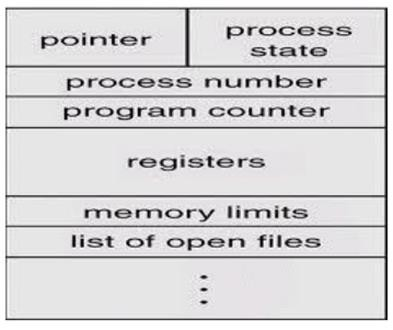 pointer
process
state
process number
program counter
registers
memory limits
list of open files